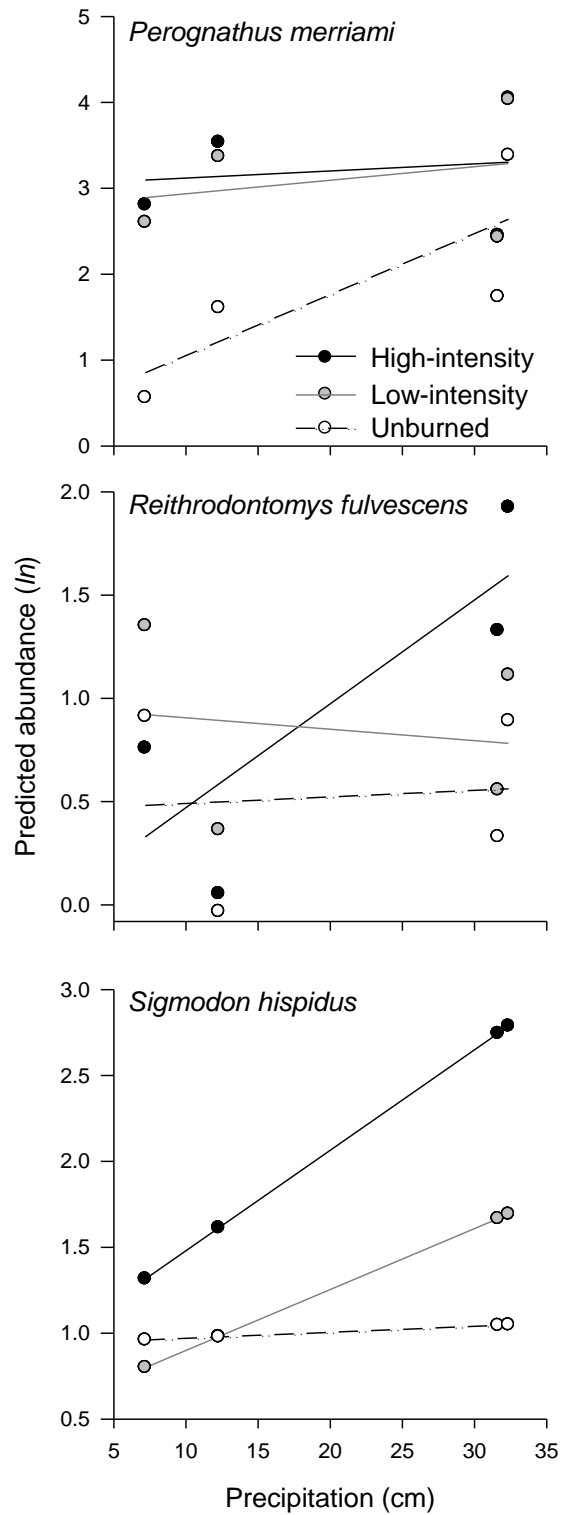 Perognathus merriami
5
4
3
2
1
0
High-intensity
Low-intensity
Unburned
Reithrodontomys fulvescens
2.0
1.5
1.0
0.5
0.0
Predicted abundance (ln)
Sigmodon hispidus
3.0
2.5
2.0
1.5
1.0
0.5
5 10 15 20 25 30 35
Precipitation (cm)